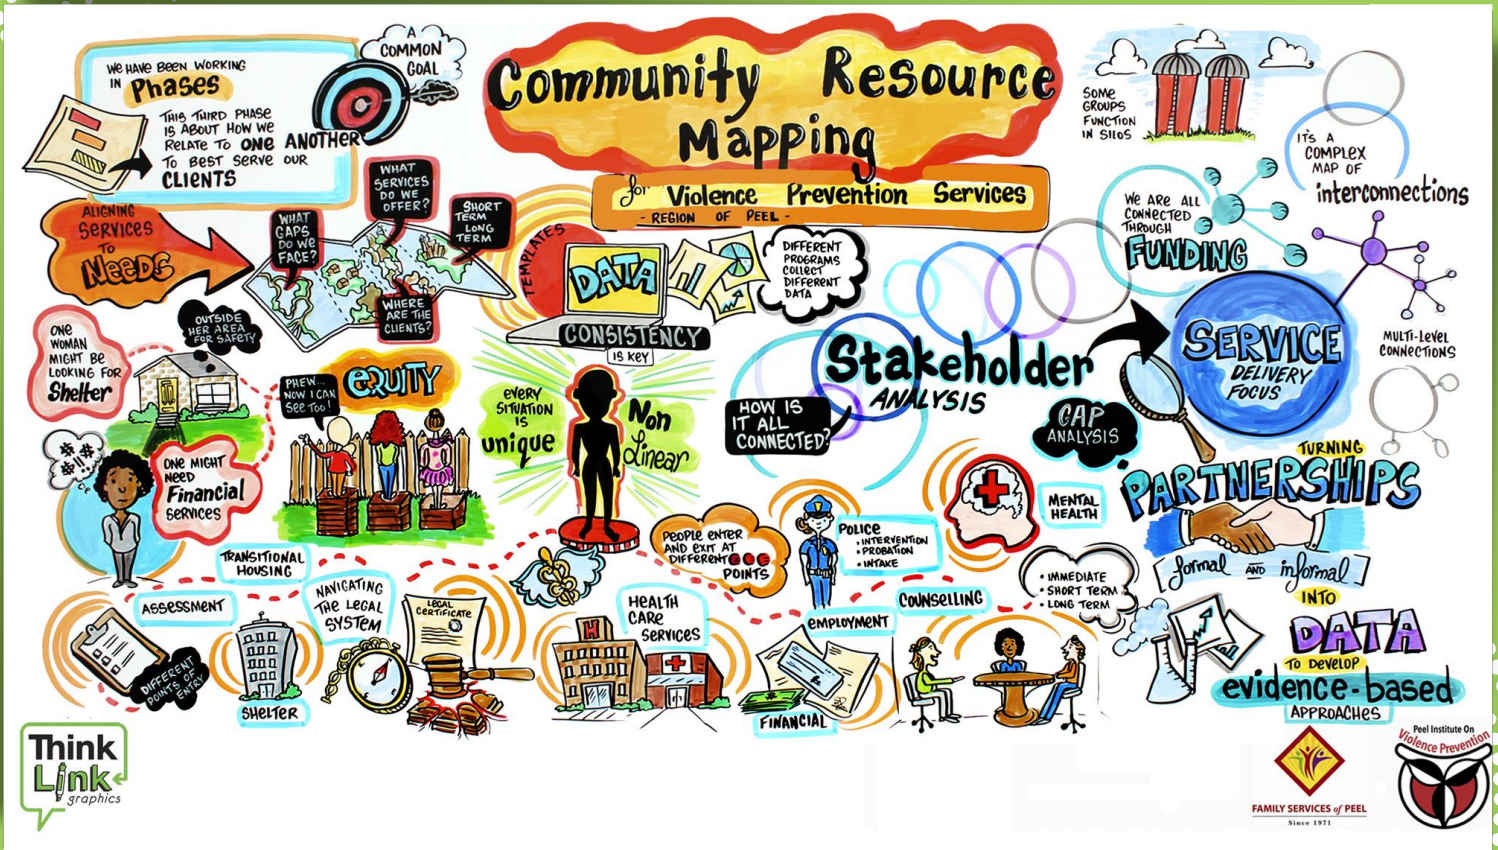 Community Resource
Mapping
for Violence Prevention Services
- REGION OF PEEL -
WE HAVE BEEN WORKING
IN Phases
THIS THIRD PHASE
IS ABOUT HOW WE
RELATE TO ONE ANOTHER
TO BEST SERVE OUR
CLIENTS
A
COMMON
GOAL
ALIGNING
SERVICES
TO
NEEDS
WHAT
GAPS
DO WE
FACE?
WHAT
SERVICES
DO WE
OFFER?
SHORT
TERM
LONG
TERM
WHERE
ARE THE
CLIENTS?
TEMPLATES
DATA
CONSISTENCY
IS KEY
DIFFERENT
PROGRAMS
COLLECT
DIFFERENT
DATA
SOME
GROUPS
FUNCTION
IN SILOS
IT'S A
COMPLEX
MAP OF
interconnections
WE ARE ALL
CONNECTED
THROUGH
FUNDING
MULTI-LEVEL
CONNECTIONS
ONE
WOMAN
MIGHT BE
LOOKING FOR
Shelter
OUTSIDE
HER AREA
FOR SAFETY
ONE MIGHT
NEED
Financial
SERVICES
#*
$!!#
PHEW...
NOW I CAN
SEE TOO!
EQUITY
EVERY
SITUATION
IS
unique
Non
Linear
Stakeholder
ANALYSIS
HOW IS
IT ALL
CONNECTED?
SERVICE
DELIVERY
FOCUS
GAP
ANALYSIS
TURNING
PARTNERSHIPS
formal AND informal
INTO
DATA
TO DEVELOP
evidence-based
APPROACHES
PEOPLE ENTER
AND EXIT AT
DIFFERENT
POINTS
POLICE
• INTERVENTION
• PROBATION
• INTAKE
MENTAL
HEALTH
• IMMEDIATE
• SHORT TERM
• LONG TERM
TRANSITIONAL
HOUSING
ASSESSMENT
DIFFERENT
POINTS OF
ENTRY
SHELTER
NAVIGATING
THE LEGAL
SYSTEM
LEGAL
CERTIFICATE
H
HEALTH
CARE
SERVICES
EMPLOYMENT
FINANCIAL
COUNSELLING
Think
Link
graphics
FAMILY SERVICES of PEEL
Since 1971
Peel Institute On
Violence Prevention